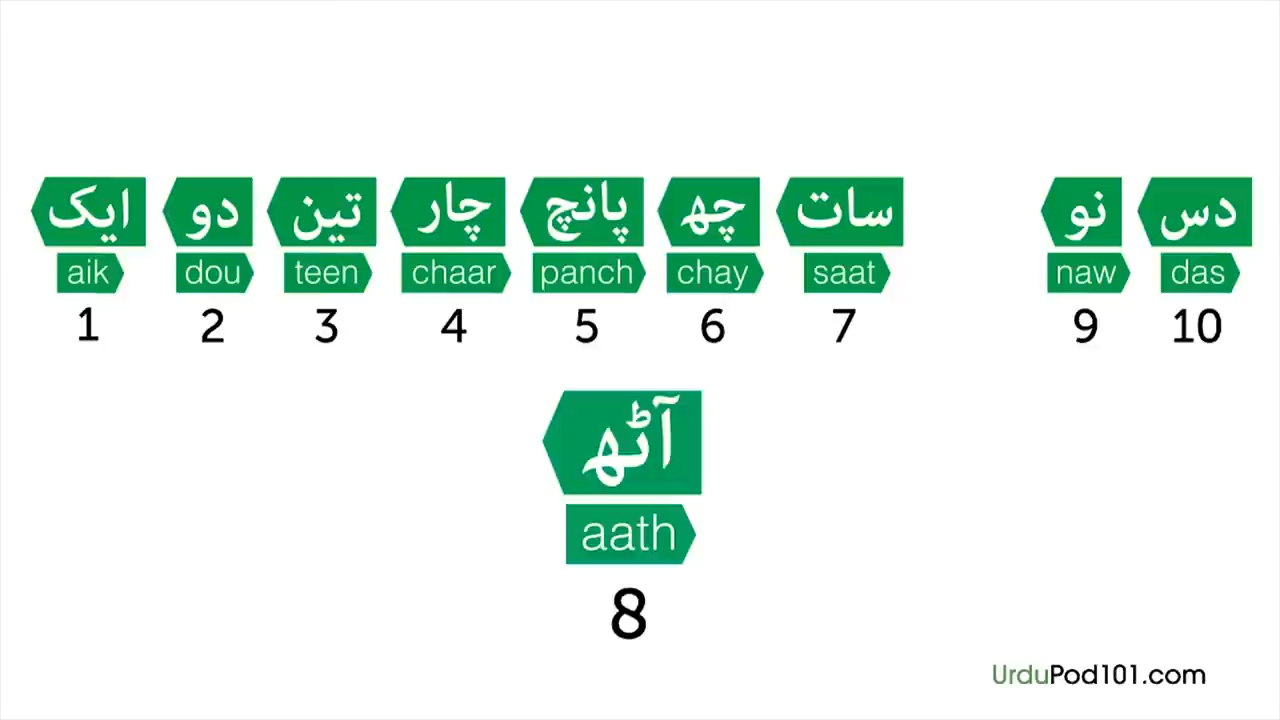 ایک دو تین چار پانچ چھ سات نو دس
aik dou teen chaar panch chay saat naw das
1 2 3 4 5 6 7 9 10
آٹھ
aath
8
UrduPod101.com